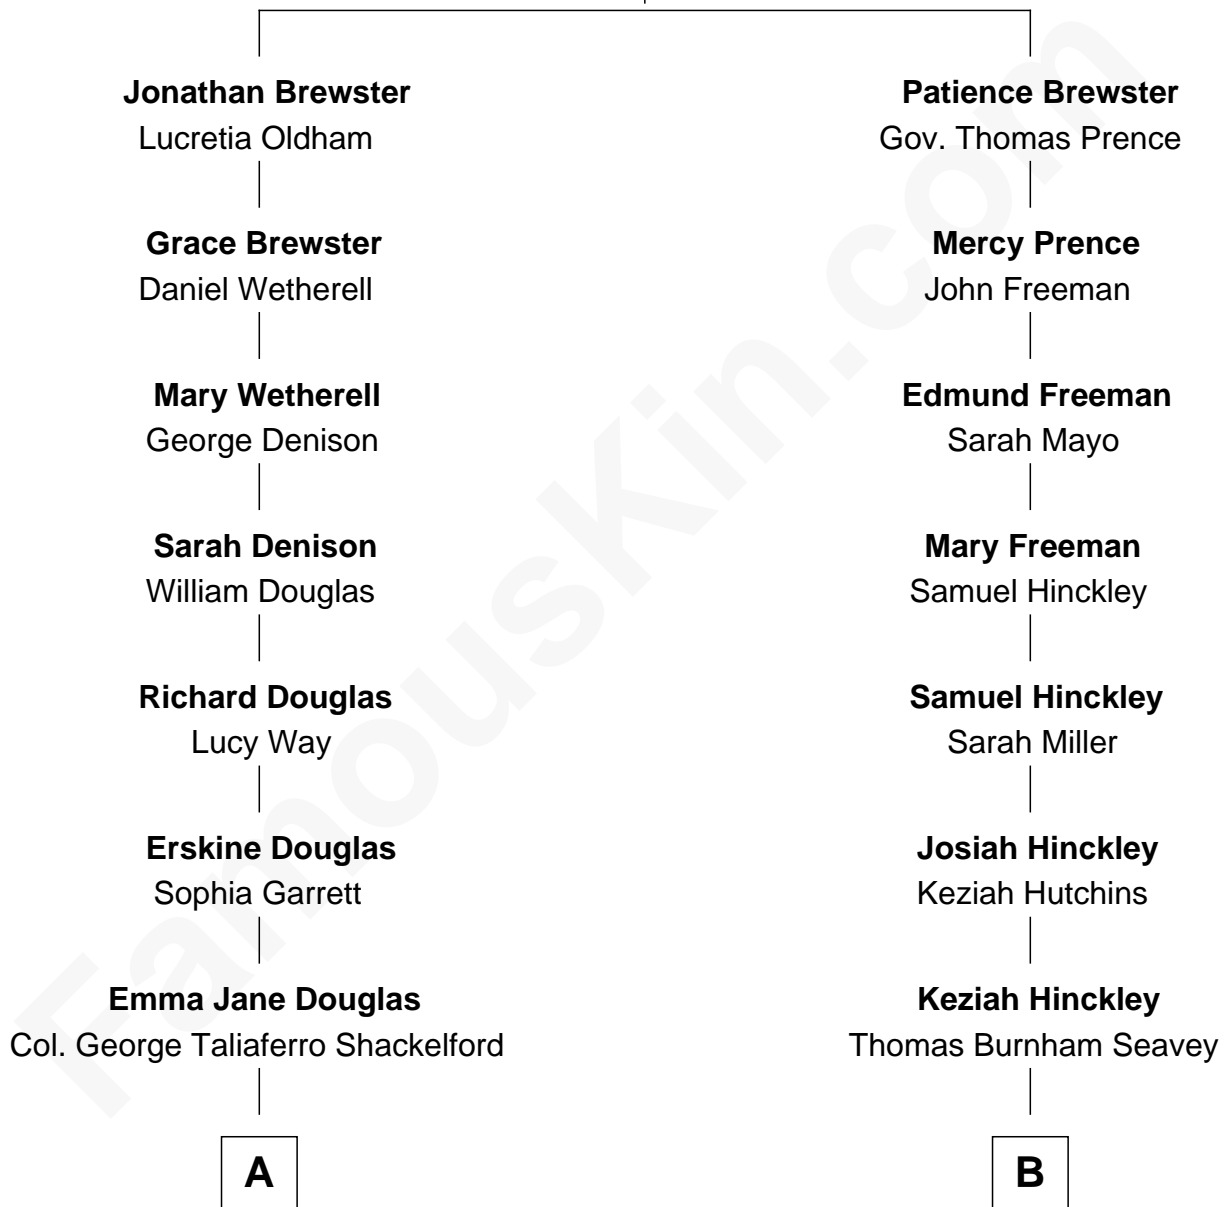 Jonathan Brewster
Lucretia Oldham
Grace Brewster
Daniel Wetherell
Mary Wetherell
George Denison
Sarah Denison
William Douglas
Richard Douglas
Lucy Way
Erskine Douglas
Sophia Garrett
Emma Jane Douglas
Col. George Taliaferro Shackelford
A
Patience Brewster
Gov. Thomas Prence
Mercy Prence
John Freeman
Edmund Freeman
Sarah Mayo
Mary Freeman
Samuel Hinckley
Samuel Hinckley
Sarah Miller
Josiah Hinckley
Keziah Hutchins
Keziah Hinckley
Thomas Burnham Seavey
B
FamousKin.com